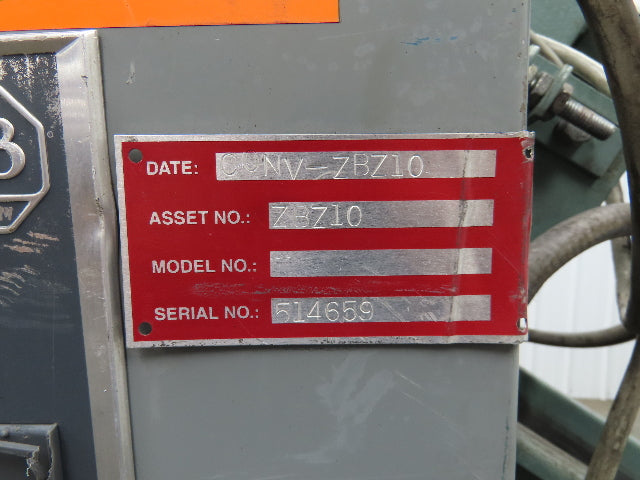 DATE: CONV-ZBZ10
ASSET NO.: ZBZ10
MODEL NO.:
SERIAL NO.: 514659
B
N